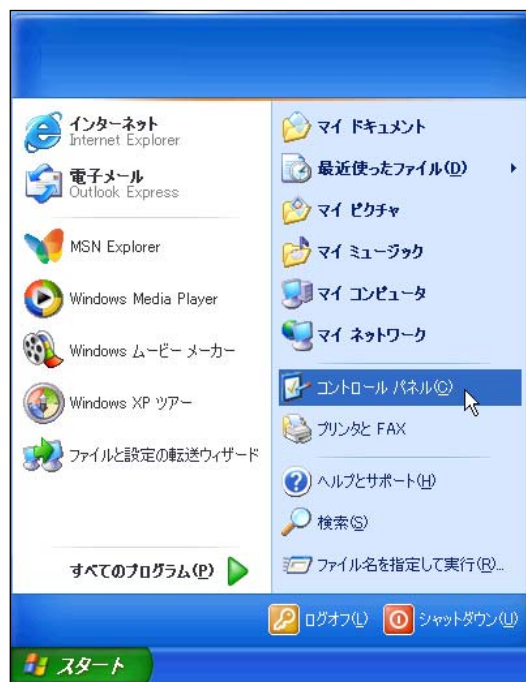 インターネット
Internet Explorer
電子メール
Outlook Express
MSN Explorer
Windows Media Player
Windows ムービー メーカー
Windows XP ツアー
ファイルと設定の転送ウィザード
すべてのプログラム(P)
マイ ドキュメント
最近使ったファイル(D)
マイ ピクチャ
マイ ミュージック
マイ コンピュータ
マイ ネットワーク
コントロール パネル(C)
プリンタと FAX
ヘルプとサポート(H)
検索(S)
ファイル名を指定して実行(R)...
ログオフ(L)
シャットダウン(U)
スタート